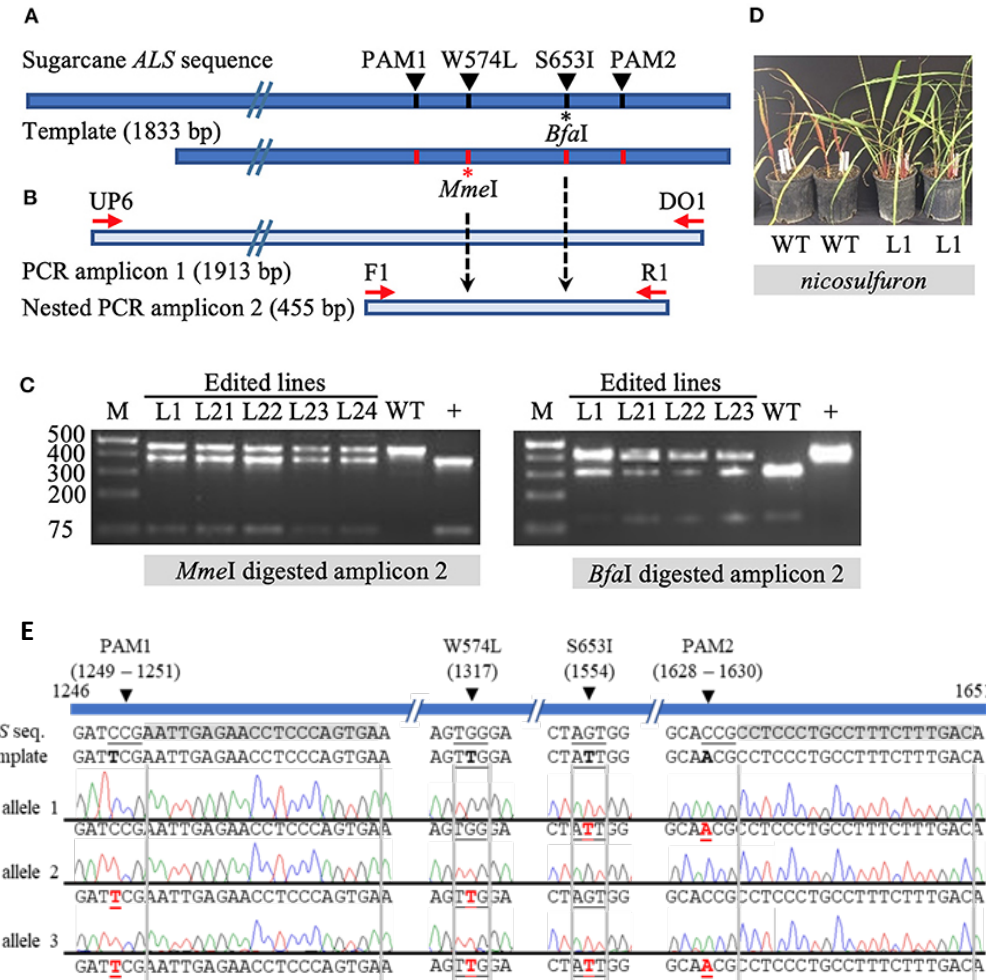 A
Sugarcane ALS sequence
PAM1 W574L S653I PAM2
*
BfaI
Template (1833 bp)
*
MmeI
B
UP6 DO1
PCR amplicon 1 (1913 bp)
F1 R1
Nested PCR amplicon 2 (455 bp)
D
WT WT L1 L1
nicosulfuron
C
Edited lines
M L1 L21 L22 L23 L24 WT +
500
400
300
200
75
MmeI digested amplicon 2
Edited lines
M L1 L21 L22 L23 WT +
BfaI digested amplicon 2
E
PAM1 W574L S653I PAM2
(1249 – 1251) (1317) (1554) (1628 – 1630)
1246 1651
S seq. GATCCCGAATTGAGAACCTCCCAGTGAA AGTGGGA CTAGTGG GCACCGCCTCCCTGCCTTTCTTTGACA
mplate GATTCGAATTGAGAACCTCCCAGTGAA AGTTGGA CTATTGG GCAACGCCTCCCTGCCTTTCTTTGACA
allele 1
GATCCGAATTGAGAACCTCCCAGTGAA AGTGGGA CTATTGG GCAACGCCTCCCTGCCTTTCTTTGACA
allele 2
GATTCGAATTGAGAACCTCCCAGTGAA AGTTGGA CTAGTGG GCACCGCCTCCCTGCCTTTCTTTGACA
allele 3
GATTCGAATTGAGAACCTCCCAGTGAA AGTTGGA CTATTGG GCAACGCCTCCCTGCCTTTCTTTGACA